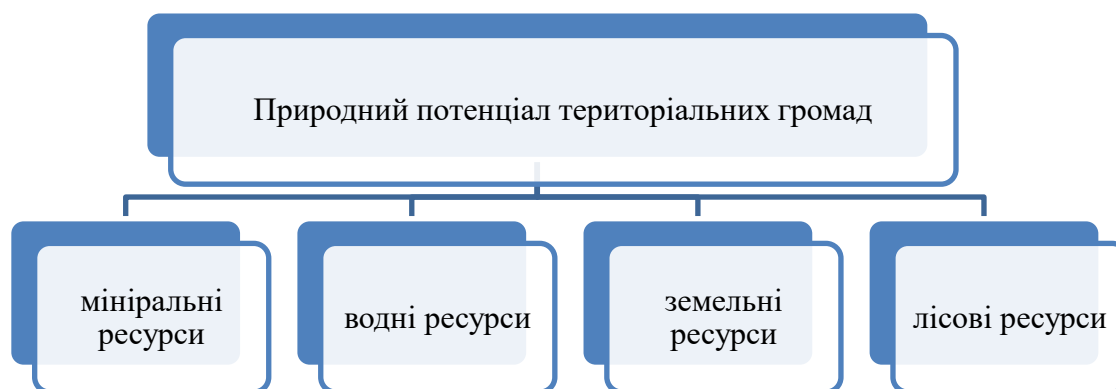 Природний потенціал територіальних громад
мініральні
ресурси
водні ресурси
земельні
ресурси
лісові ресурси